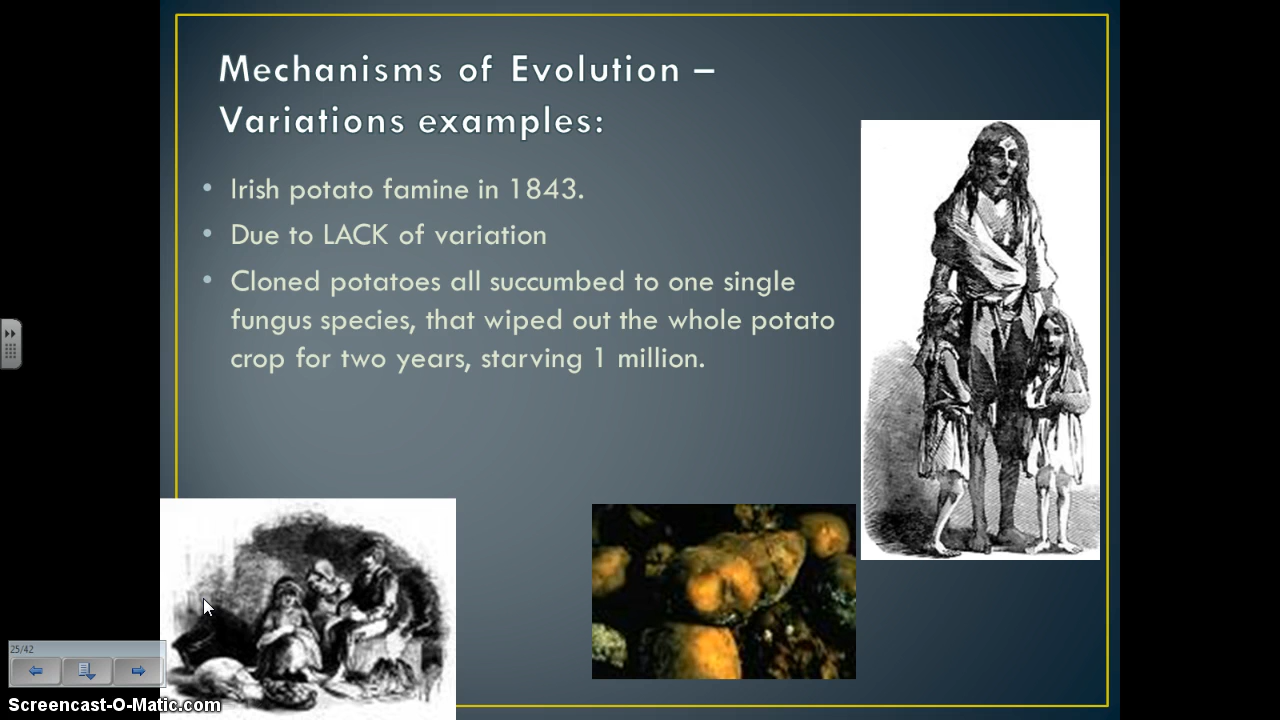 Mechanisms of Evolution –
Variations examples:
• Irish potato famine in 1843.
• Due to LACK of variation
• Cloned potatoes all succumbed to one single
fungus species, that wiped out the whole potato
crop for two years, starving 1 million.
25/42
Screencast-O-Matic.com